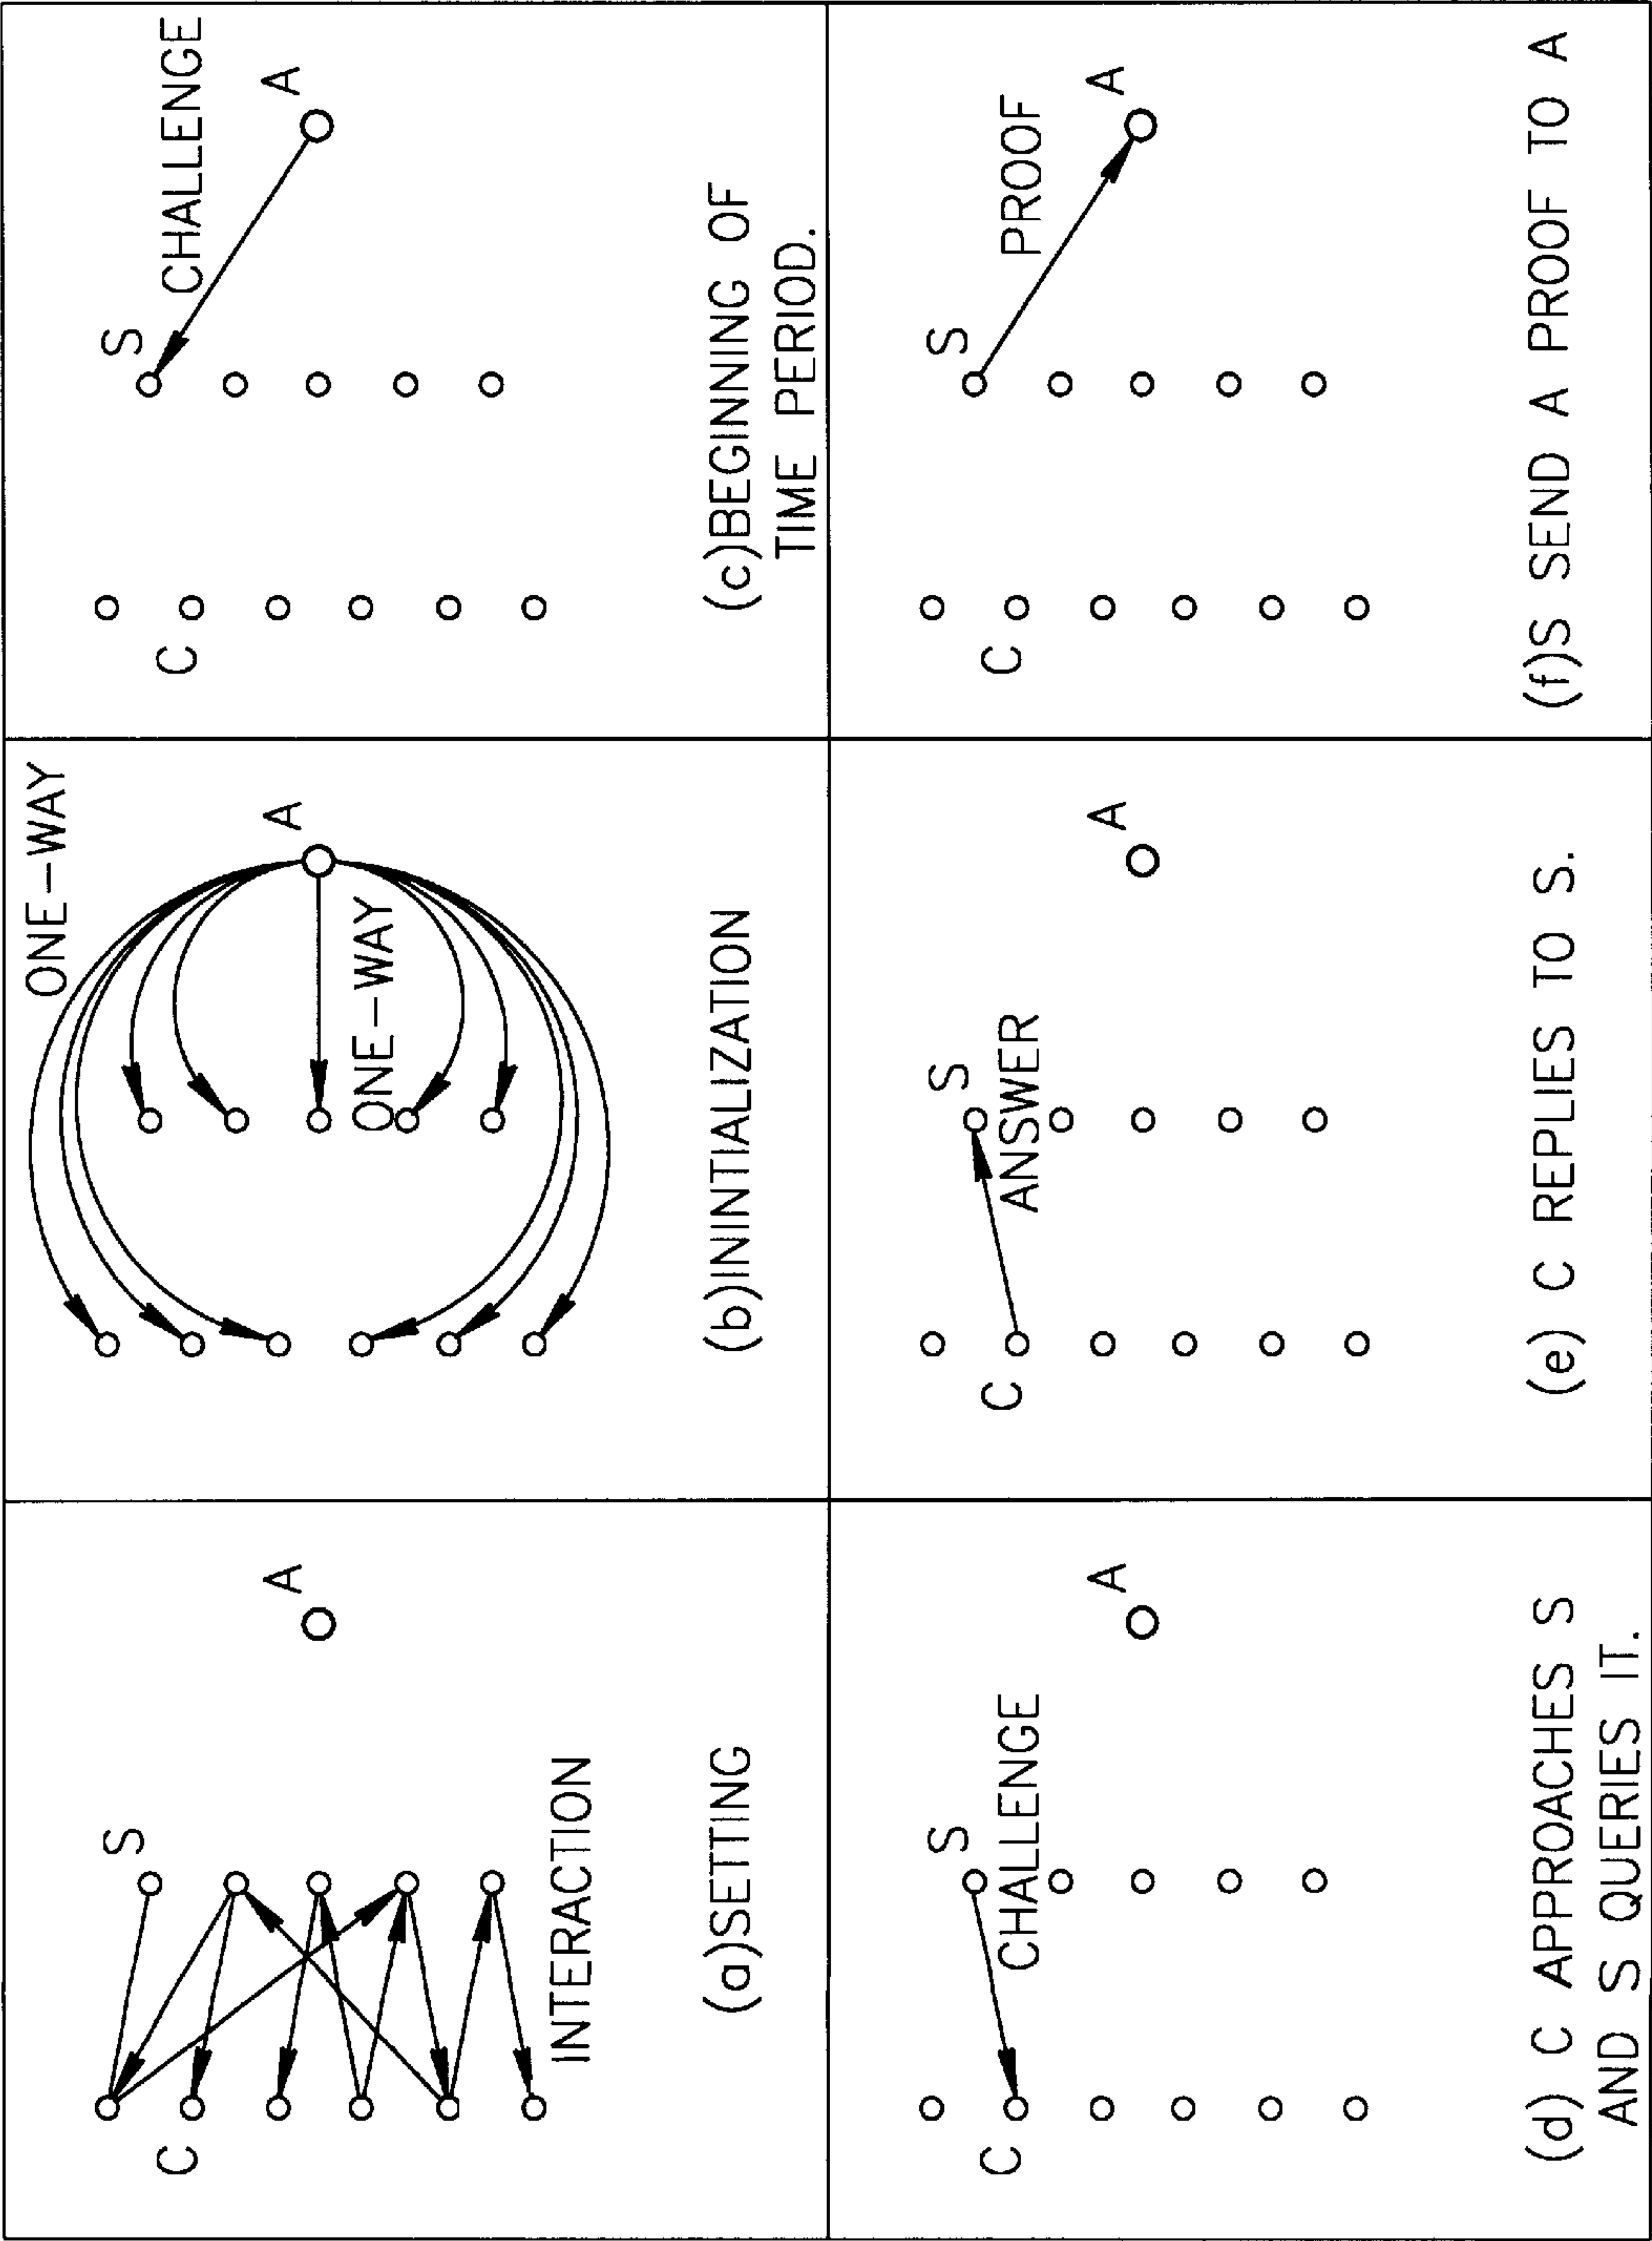 S
A
C
INTERACTION
(a)SETTING
ONE-WAY
A
ONE-WAY
(b)ININTIALIZATION
S
CHALLENGE
A
C
(c)BEGINNING OF
TIME PERIOD.
S
A
C
CHALLENGE
(d) C APPROACHES S
AND S QUERIES IT.
S
A
C
ANSWER
(e) C REPLIES TO S.
S
PROOF
A
C
(f)S SEND A PROOF TO A